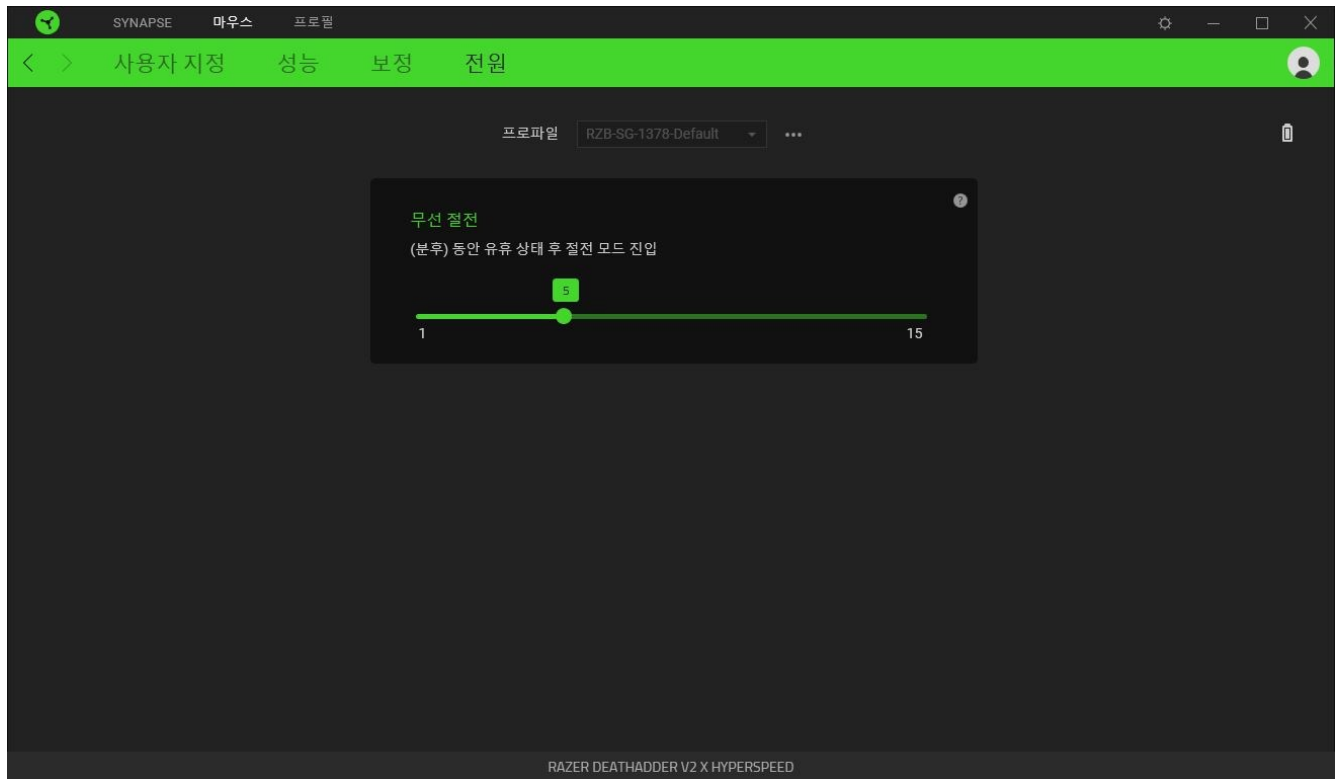 SYNAPSE 마우스 프로필
사용자 지정 성능 보정 전원
프로파일 RZB-SG-1378-Default
무선 절전
(분후) 동안 유휴 상태 후 절전 모드 진입
5
1 15
RAZER DEATHADDER V2 X HYPERSPEED